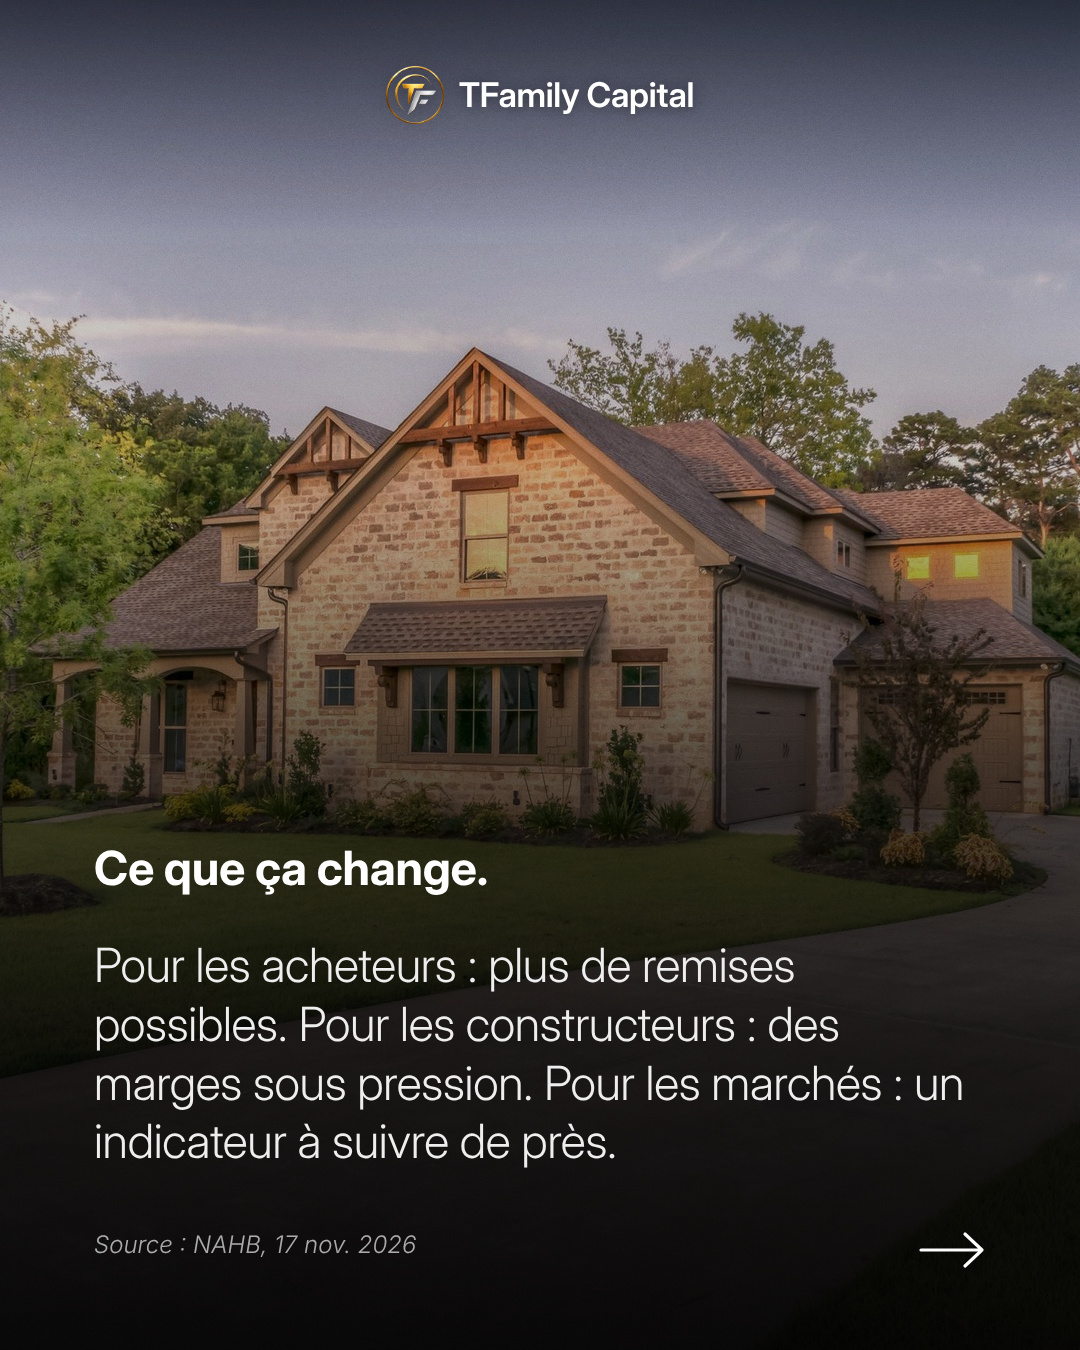 TFamily Capital
Ce que ça change.
Pour les acheteurs : plus de remises
possibles. Pour les constructeurs : des
marges sous pression. Pour les marchés : un
indicateur à suivre de près.
Source : NAHB, 17 nov. 2026